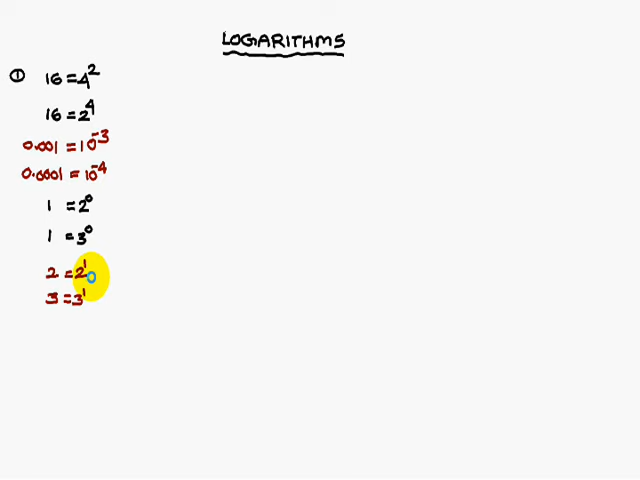 LOGARITHMS
① 16 = 4²
16 = 2⁴
0.001 = 10⁻³
0.0001 = 10⁻⁴
1 = 2⁰
1 = 3⁰
2 = 2¹
3 = 3¹